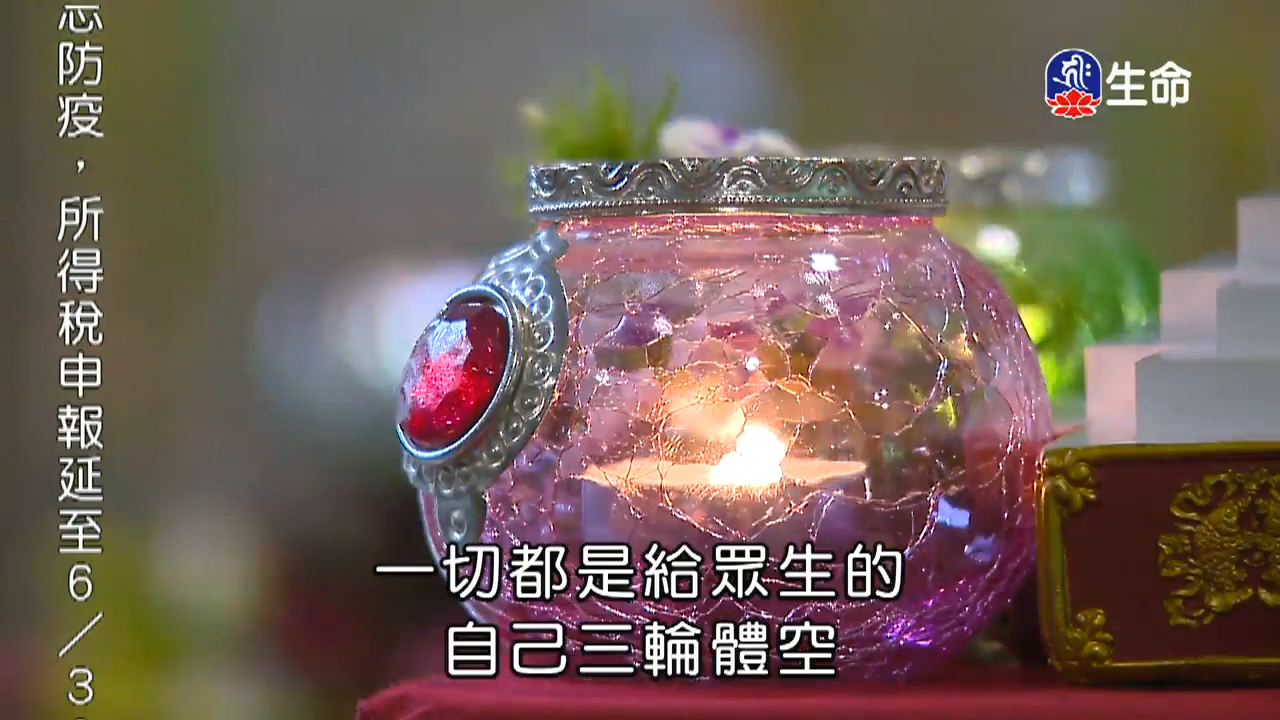 防疫，所得稅申報延至6／3
生命
一切都是給眾生的
自己三輪體空